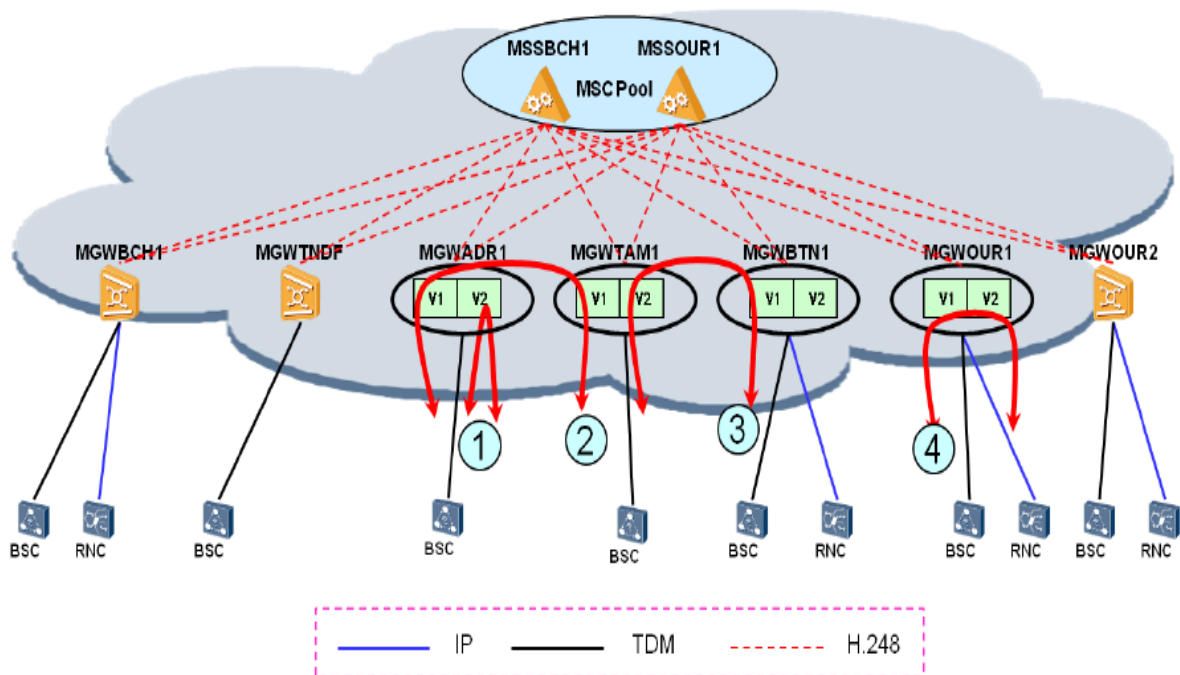 MSSBCH1 MSSOUR1
MSC Pool
MGWBCH1 MGWTNDF MGWADR1 MGWTAM1 MGWBTN1 MGWOUR1 MGWOUR2
V1 V2 V1 V2 V1 V2 V1 V2
1 2 3 4
BSC RNC BSC BSC BSC BSC RNC BSC RNC BSC RNC
IP TDM H.248